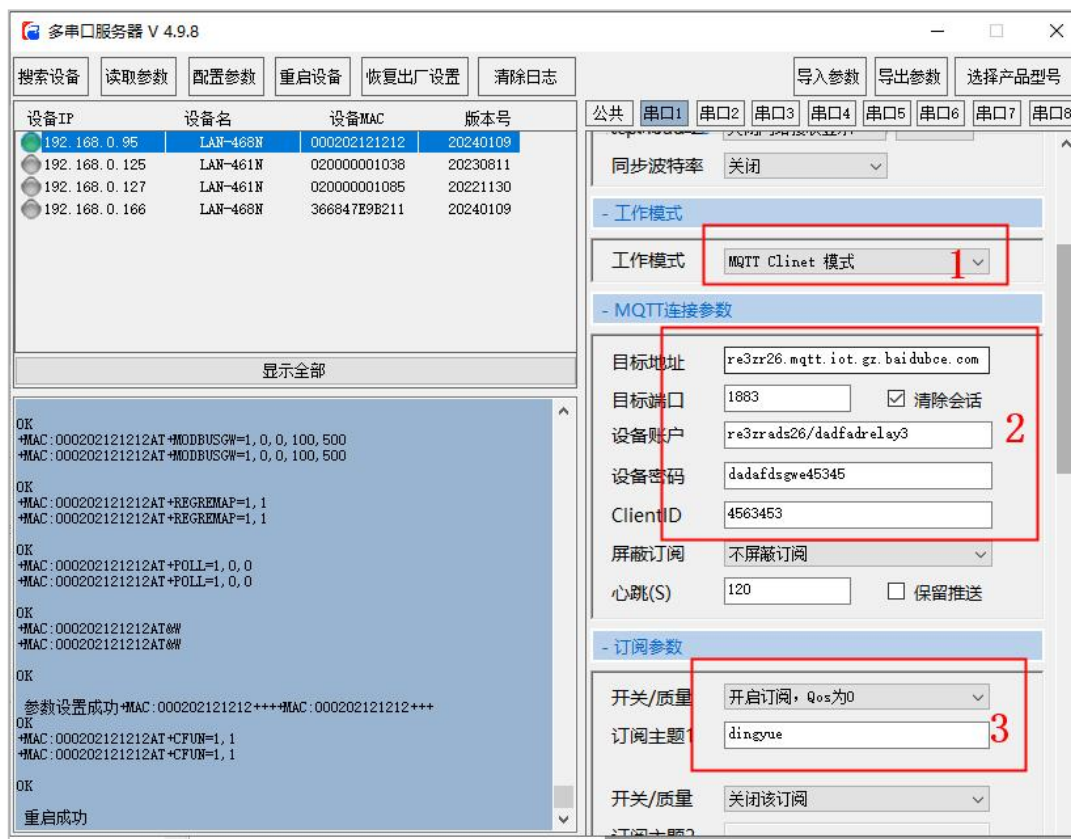 多串口服务器 V 4.9.8
搜索设备 读取参数 配置参数 重启设备 恢复出厂设置 清除日志 导入参数 导出参数 选择产品型号
设备IP 设备名 设备MAC 版本号
192.168.0.95 LAN-468N 000202121212 20240109
192.168.0.125 LAN-461N 020000001038 20230811
192.168.0.127 LAN-461N 020000001085 20221130
192.168.0.166 LAN-468N 366847E9B211 20240109
显示全部
OK
+MAC:000202121212AT+MODBUSGW=1,0,0,100,500
+MAC:000202121212AT+MODBUSGW=1,0,0,100,500
OK
+MAC:000202121212AT+REGREMAP=1,1
+MAC:000202121212AT+REGREMAP=1,1
OK
+MAC:000202121212AT+POLL=1,0,0
+MAC:000202121212AT+POLL=1,0,0
OK
+MAC:000202121212AT&W
+MAC:000202121212AT&W
OK
参数设置成功+MAC:000202121212++++MAC:000202121212+++
OK
+MAC:000202121212AT+CFUN=1,1
+MAC:000202121212AT+CFUN=1,1
OK
重启成功
公共 串口1 串口2 串口3 串口4 串口5 串口6 串口7 串口8
同步波特率 关闭
- 工作模式
工作模式 MQTT Clinet 模式 1
- MQTT连接参数
目标地址 re3zr26.mqtt.iot.gz.baidubce.com
目标端口 1883 清除会话
设备账户 re3zrads26/dadfadrelay3 2
设备密码 dadafdsgwe45345
ClientID 4563453
屏蔽订阅 不屏蔽订阅
心跳(S) 120 保留推送
- 订阅参数
开关/质量 开启订阅，Qos为0
订阅主题1 dingyue 3
开关/质量 关闭该订阅
订阅主题2